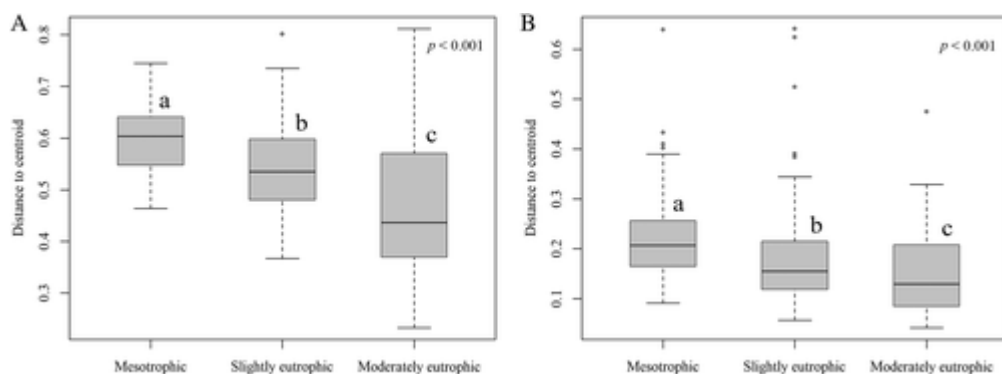 A
p < 0.001
Distance to centroid
0.8
0.7
0.6
0.5
0.4
0.3
a
b
c
Mesotrophic
Slightly eutrophic
Moderately eutrophic
B
p < 0.001
Distance to centroid
0.6
0.5
0.4
0.3
0.2
0.1
a
b
c
Mesotrophic
Slightly eutrophic
Moderately eutrophic